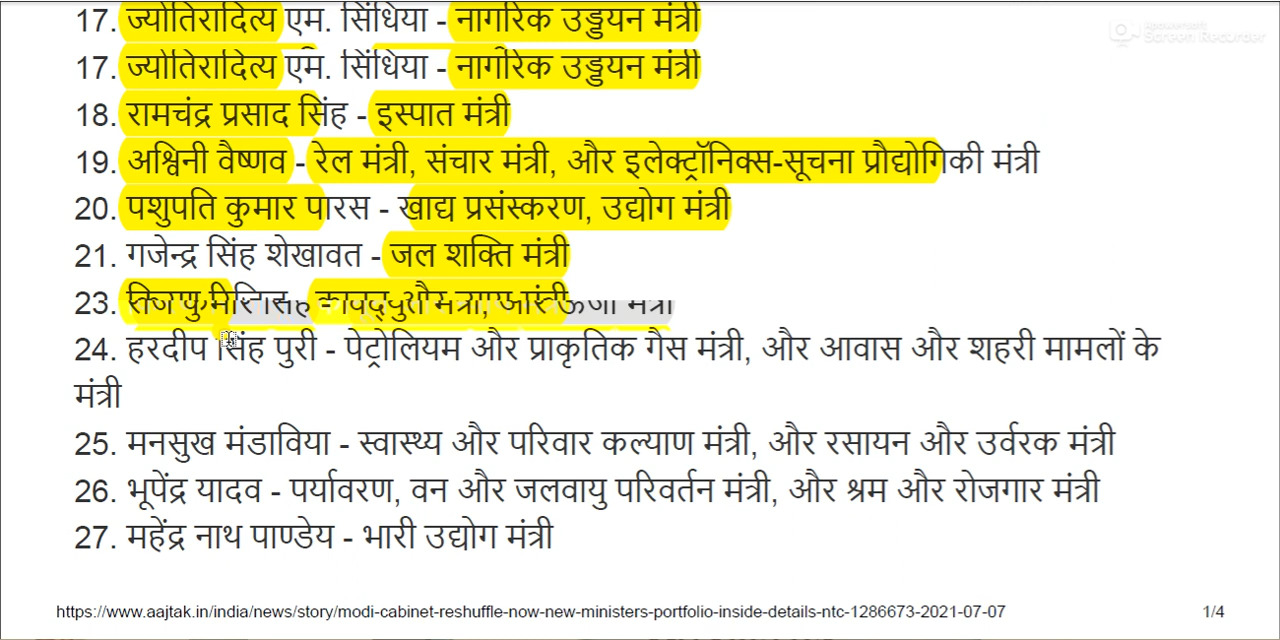 17. ज्योतिरादित्य एम. सिंधिया - नागरिक उड्डयन मंत्री
Apowersoft
Screen Recorder
17. ज्योतिरादित्य एम. सिंधिया - नागरिक उड्डयन मंत्री
18. रामचंद्र प्रसाद सिंह - इस्पात मंत्री
19. अश्विनी वैष्णव - रेल मंत्री, संचार मंत्री, और इलेक्ट्रॉनिक्स-सूचना प्रौद्योगिकी मंत्री
20. पशुपति कुमार पारस - खाद्य प्रसंस्करण, उद्योग मंत्री
21. गजेन्द्र सिंह शेखावत - जल शक्ति मंत्री
23.
24. हरदीप सिंह पुरी - पेट्रोलियम और प्राकृतिक गैस मंत्री, और आवास और शहरी मामलों के
मंत्री
25. मनसुख मंडाविया - स्वास्थ्य और परिवार कल्याण मंत्री, और रसायन और उर्वरक मंत्री
26. भूपेंद्र यादव - पर्यावरण, वन और जलवायु परिवर्तन मंत्री, और श्रम और रोजगार मंत्री
27. महेंद्र नाथ पाण्डेय - भारी उद्योग मंत्री
https://www.aajtak.in/india/news/story/modi-cabinet-reshuffle-now-new-ministers-portfolio-inside-details-ntc-1286673-2021-07-07 1/4